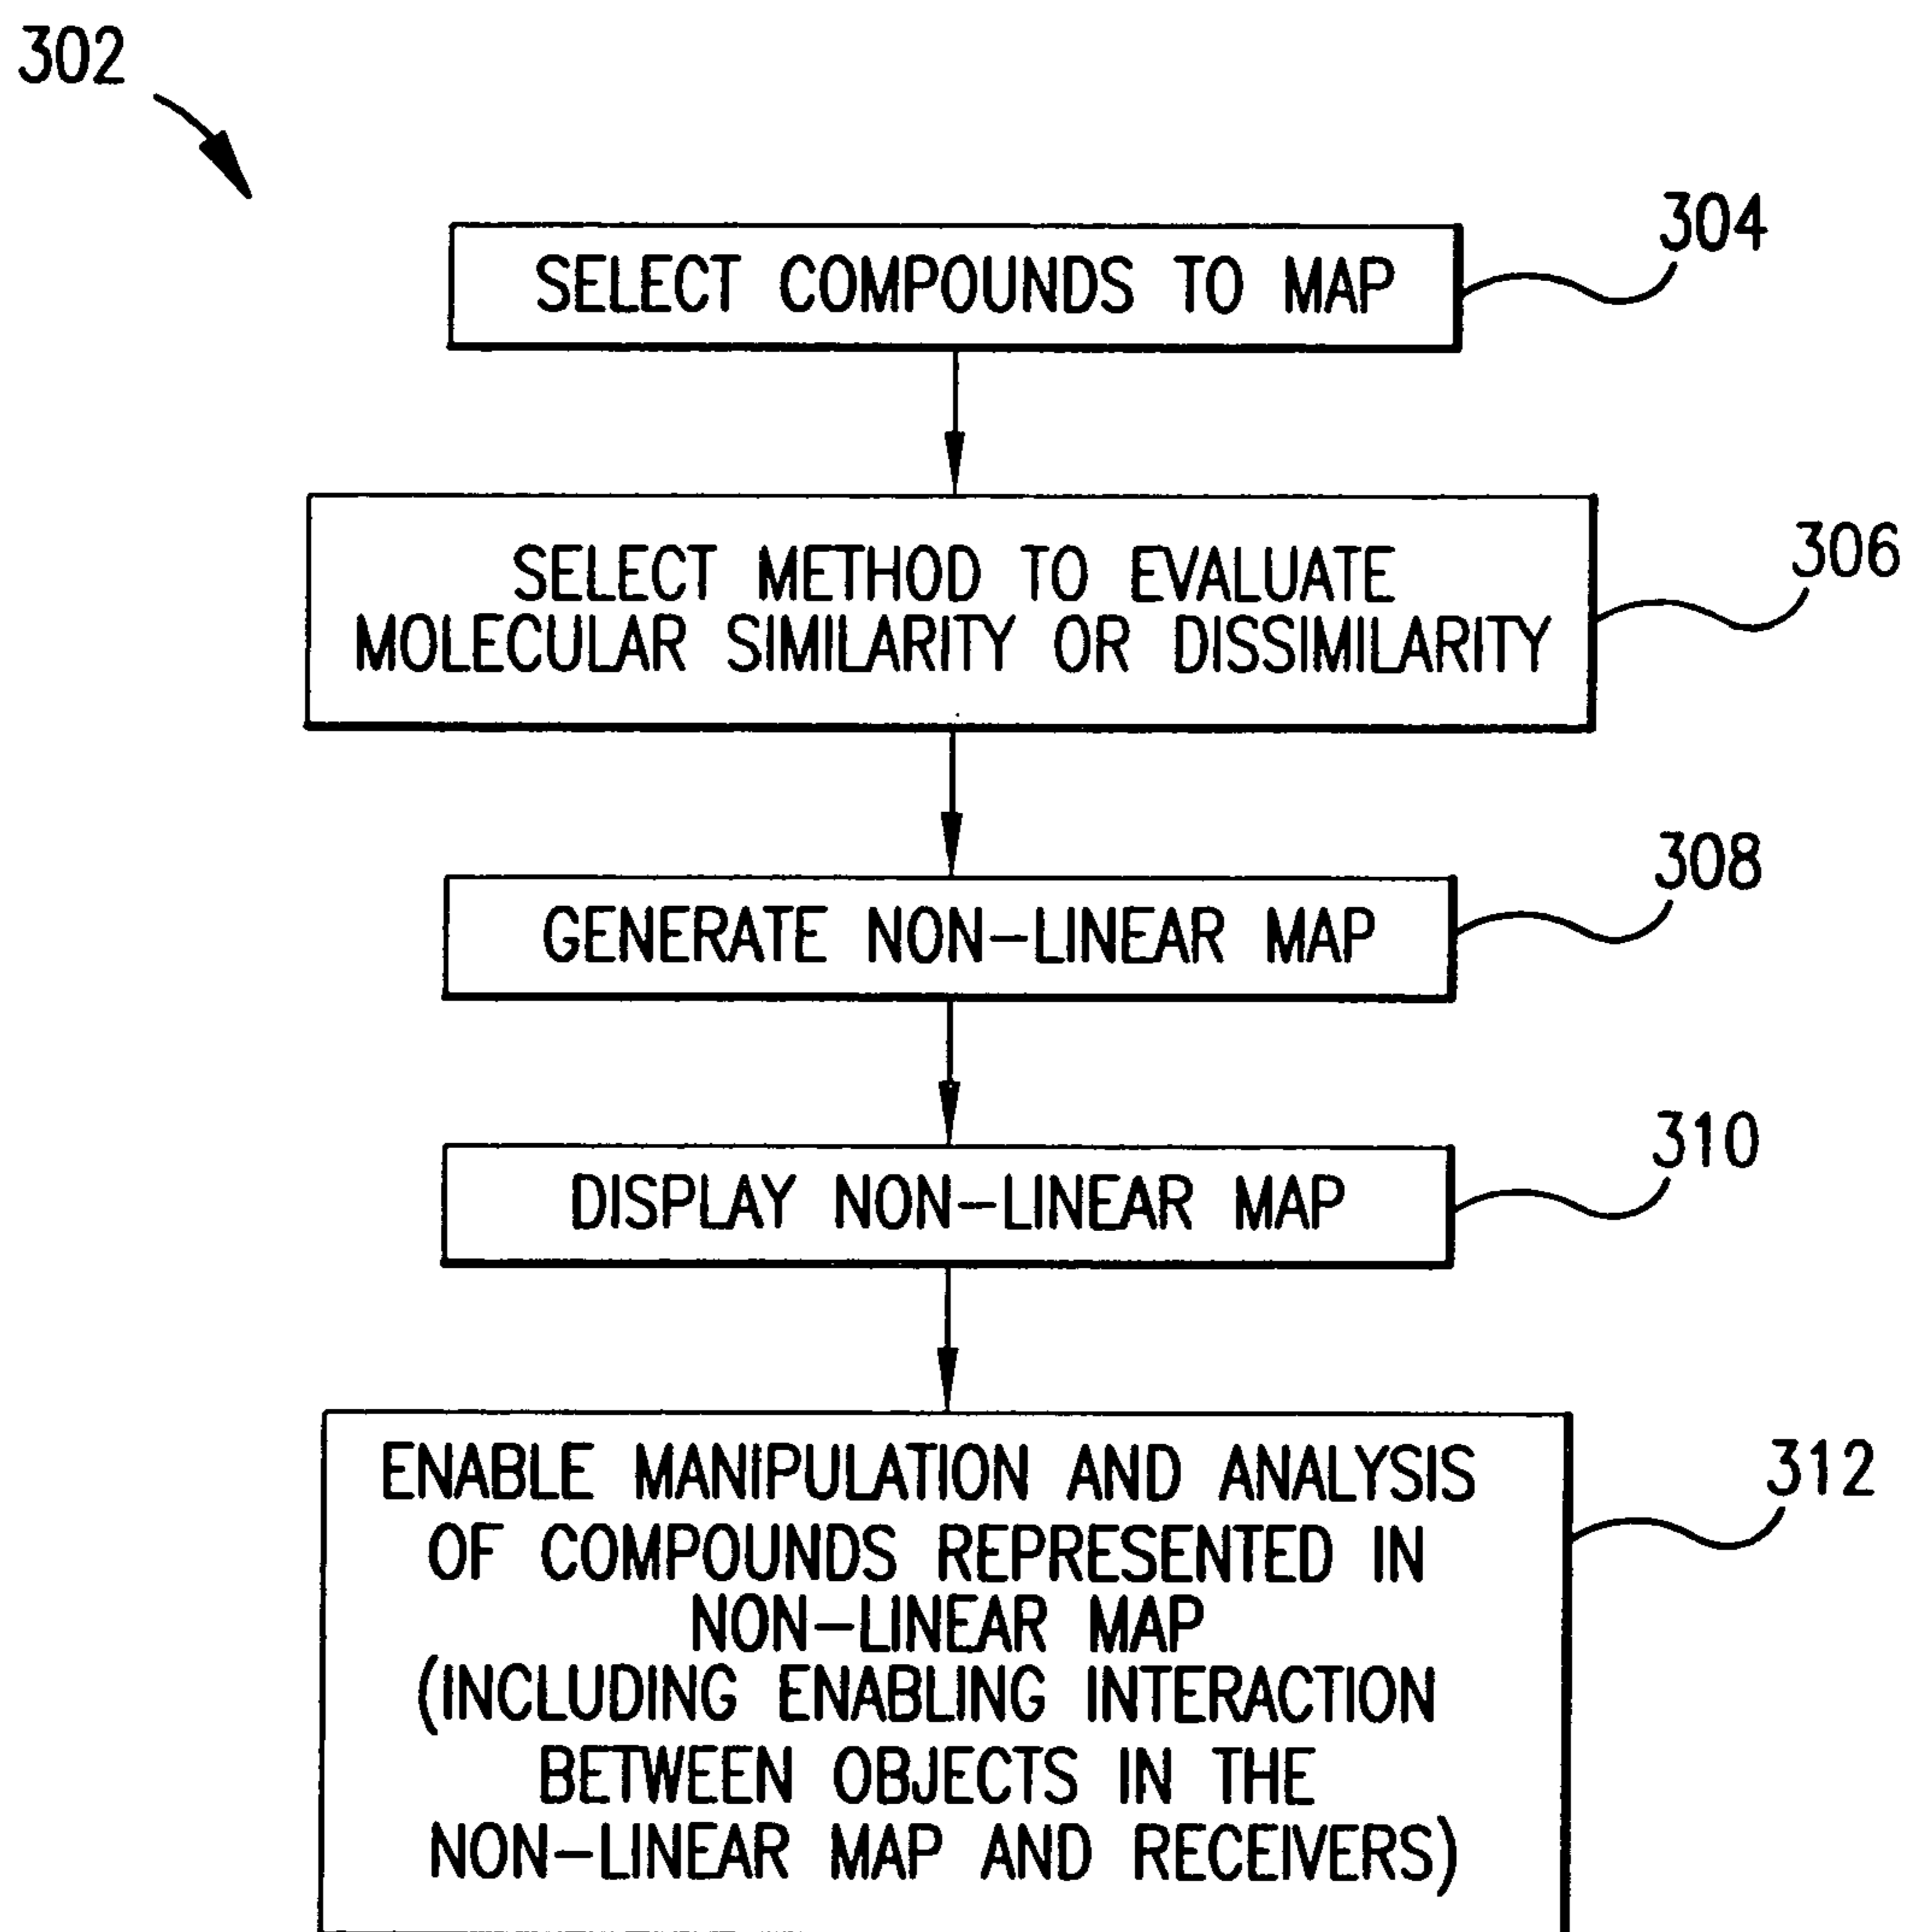 302
304
SELECT COMPOUNDS TO MAP
306
SELECT METHOD TO EVALUATE
MOLECULAR SIMILARITY OR DISSIMILARITY
308
GENERATE NON-LINEAR MAP
310
DISPLAY NON-LINEAR MAP
312
ENABLE MANIPULATION AND ANALYSIS
OF COMPOUNDS REPRESENTED IN
NON-LINEAR MAP
(INCLUDING ENABLING INTERACTION
BETWEEN OBJECTS IN THE
NON-LINEAR MAP AND RECEIVERS)